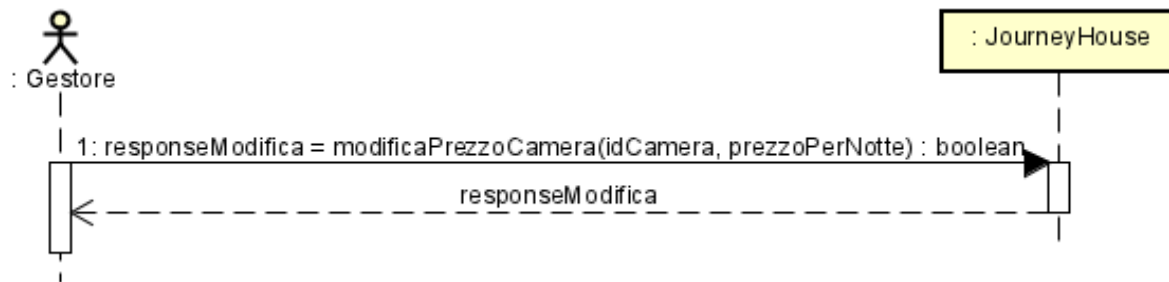 : Gestore
: JourneyHouse
1: responseModifica = modificaPrezzoCamera(idCamera, prezzoPerNotte) : boolean
responseModifica